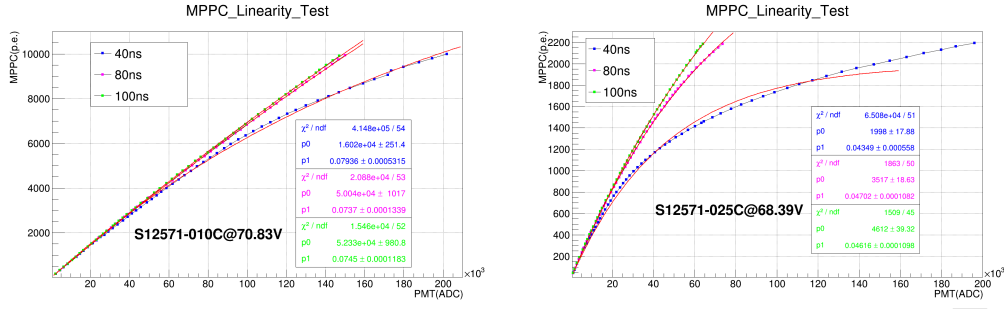 MPPC_Linearity_Test
MPPC(p.e.)
10000
8000
6000
4000
2000
40ns
80ns
100ns
χ² / ndf 4.148e+05 / 54
p0 1.602e+04 ± 251.4
p1 0.07936 ± 0.0005315
χ² / ndf 2.088e+04 / 53
p0 5.004e+04 ± 1017
p1 0.0737 ± 0.0001339
χ² / ndf 1.546e+04 / 52
p0 5.233e+04 ± 980.8
p1 0.0745 ± 0.0001183
S12571-010C@70.83V
20 40 60 80 100 120 140 160 180 200
×10³
PMT(ADC)
MPPC_Linearity_Test
MPPC(p.e.)
2200
2000
1800
1600
1400
1200
1000
800
600
400
200
40ns
80ns
100ns
χ² / ndf 6.508e+04 / 51
p0 1998 ± 17.88
p1 0.04349 ± 0.000558
χ² / ndf 1863 / 50
p0 3517 ± 18.63
p1 0.04702 ± 0.0001082
χ² / ndf 1509 / 45
p0 4612 ± 39.32
p1 0.04616 ± 0.0001098
S12571-025C@68.39V
20 40 60 80 100 120 140 160 180 200
×10³
PMT(ADC)